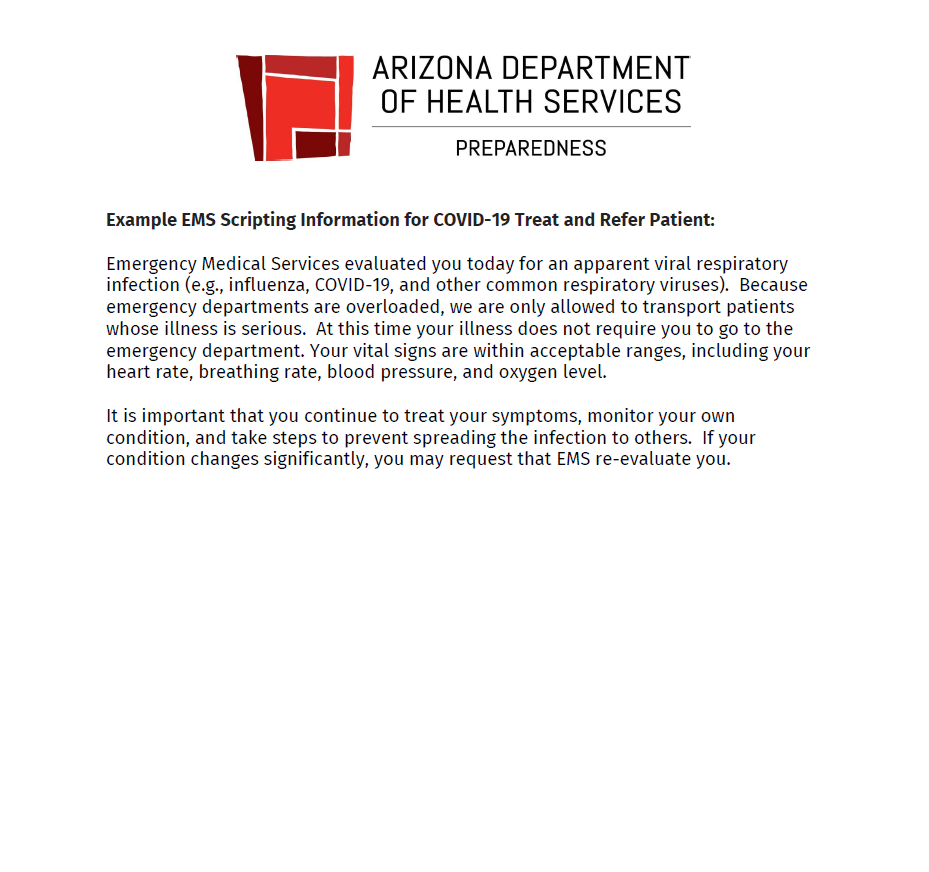 ARIZONA DEPARTMENT
OF HEALTH SERVICES
PREPAREDNESS
Example EMS Scripting Information for COVID-19 Treat and Refer Patient:
Emergency Medical Services evaluated you today for an apparent viral respiratory
infection (e.g., influenza, COVID-19, and other common respiratory viruses).  Because
emergency departments are overloaded, we are only allowed to transport patients
whose illness is serious.  At this time your illness does not require you to go to the
emergency department. Your vital signs are within acceptable ranges, including your
heart rate, breathing rate, blood pressure, and oxygen level.
It is important that you continue to treat your symptoms, monitor your own
condition, and take steps to prevent spreading the infection to others.  If your
condition changes significantly, you may request that EMS re-evaluate you.